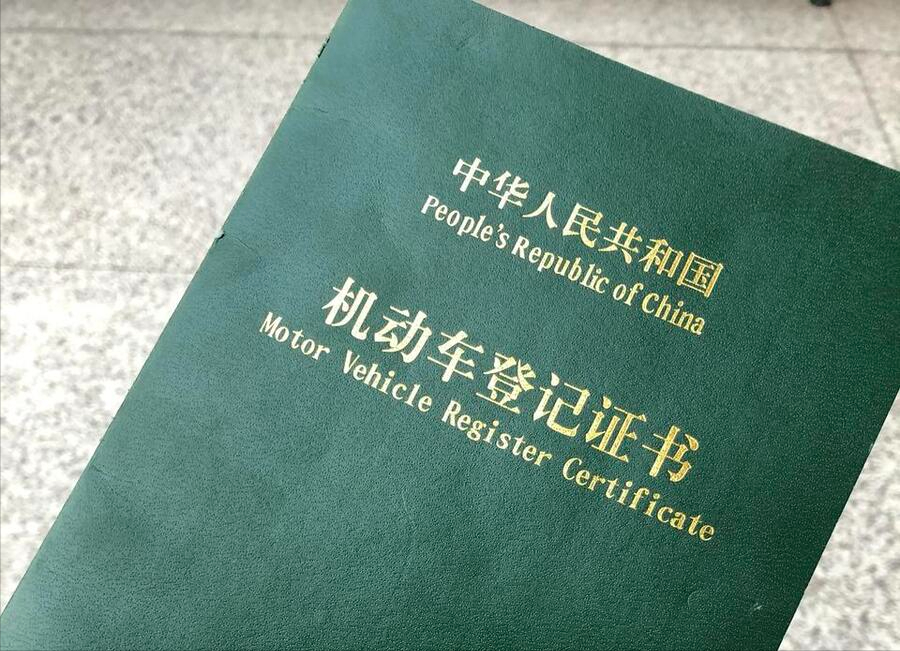 中华人民共和国
People's Republic of China
机动车登记证书
Motor Vehicle Register Certificate